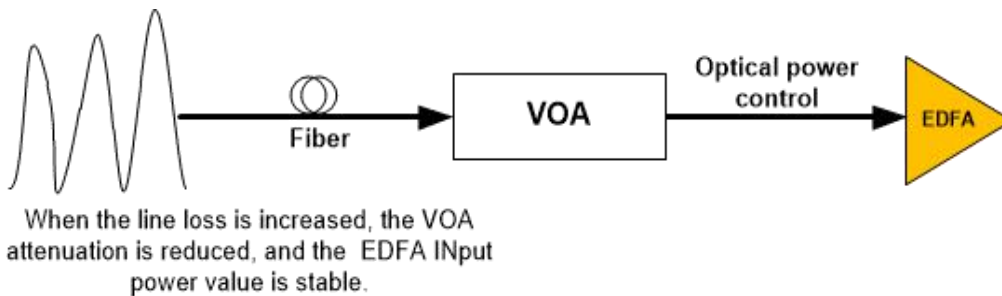 Optical power
control
VOA
EDFA
Fiber
When the line loss is increased, the VOA
attenuation is reduced, and the EDFA INput
power value is stable.